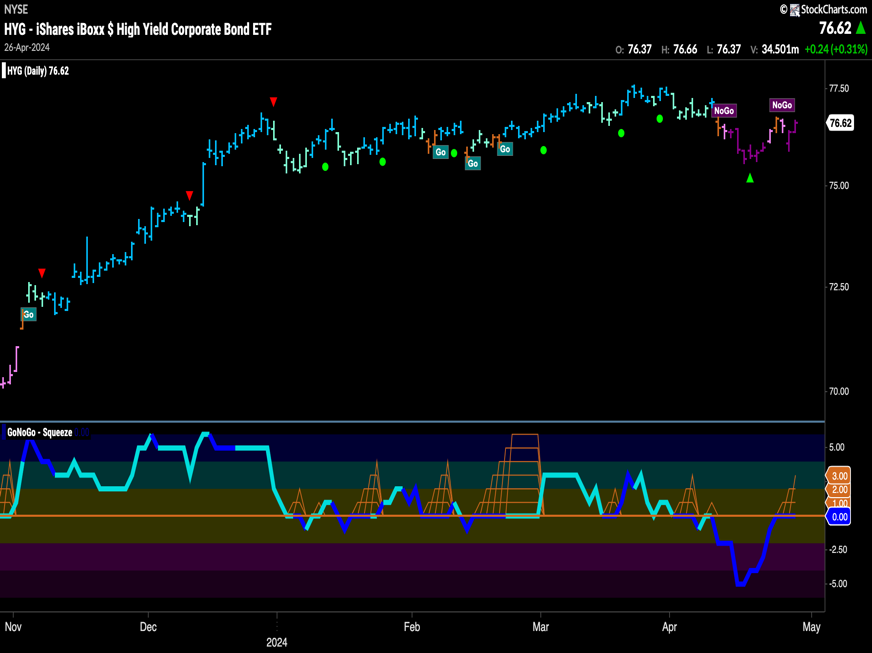 NYSE
© StockCharts.com
HYG - iShares iBoxx $ High Yield Corporate Bond ETF
76.62
26-Apr-2024
O: 76.37 H: 76.66 L: 76.37 V: 34.501m +0.24 (+0.31%)
HYG (Daily) 76.62
77.50
NoGo
NoGo
76.62
Go
Go
Go
75.00
72.50
Go
70.00
GoNoGo - Squeeze
5.00
3.00
2.00
1.00
0.00
-2.50
-5.00
Nov Dec 2024 Feb Mar Apr May